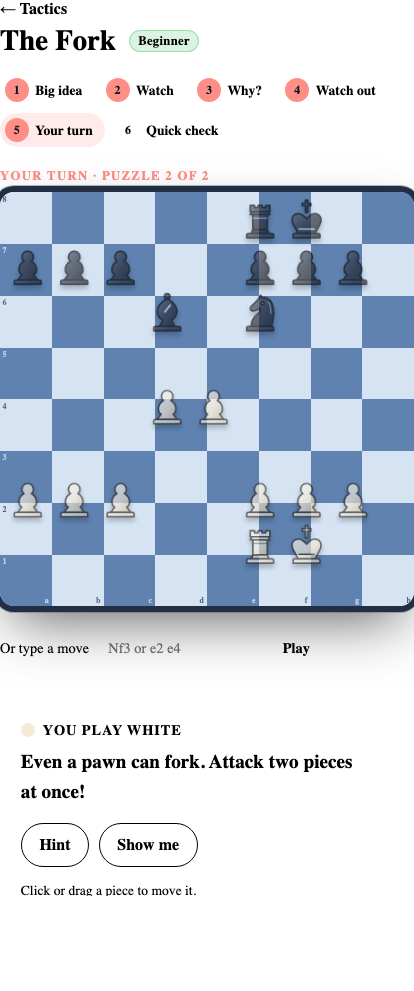 ← Tactics
The Fork Beginner
1 Big idea 2 Watch 3 Why? 4 Watch out
5 Your turn 6 Quick check
YOUR TURN · PUZZLE 2 OF 2
8
7
6
5
4
3
2
1
a b c d e f g h
Or type a move Nf3 or e2 e4 Play
YOU PLAY WHITE
Even a pawn can fork. Attack two pieces
at once!
Hint Show me
Click or drag a piece to move it.